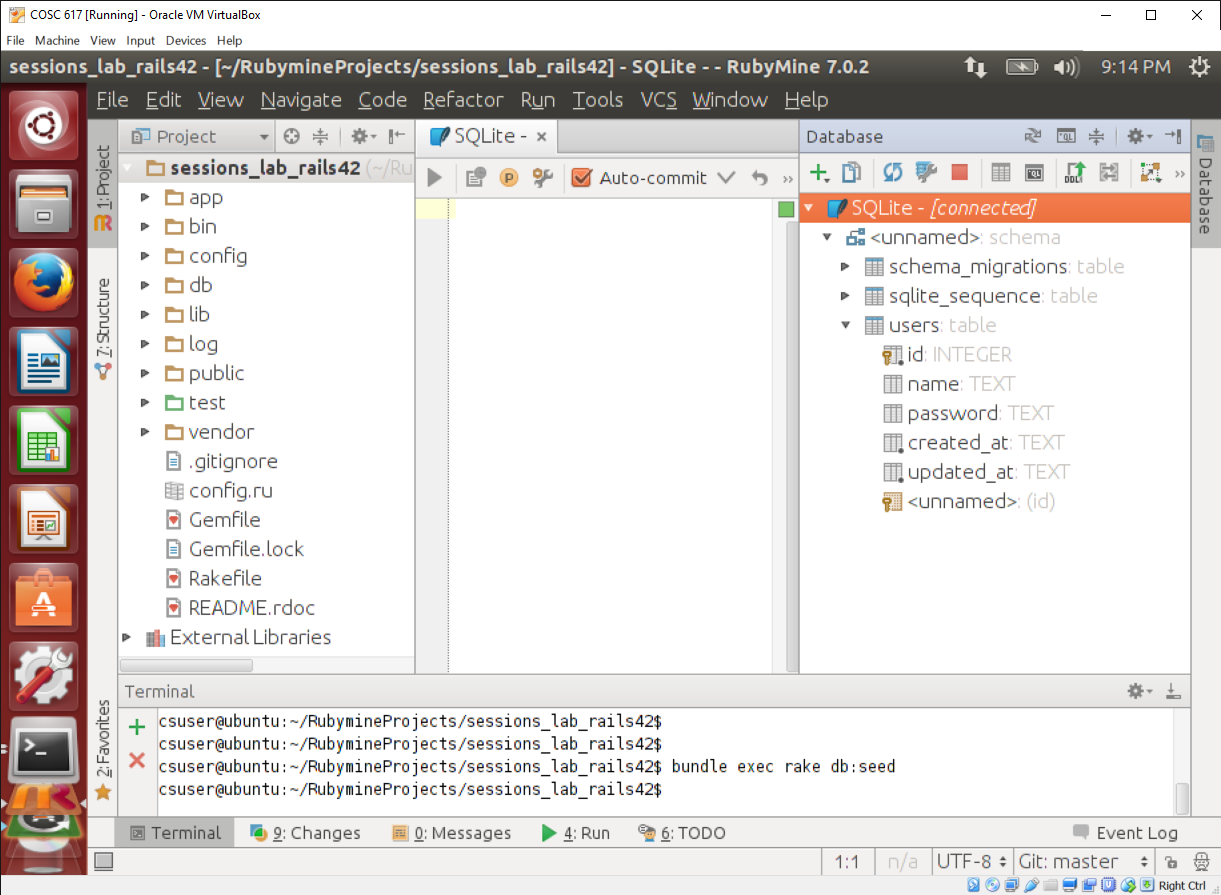 COSC 617 [Running] - Oracle VM VirtualBox
File Machine View Input Devices Help
sessions_lab_rails42 - [~/RubymineProjects/sessions_lab_rails42] - SQLite - - RubyMine 7.0.2
9:14 PM
File Edit View Navigate Code Refactor Run Tools VCS Window Help
1: Project
7: Structure
2: Favorites
Project
sessions_lab_rails42 (~/Ru
app
bin
config
db
lib
log
public
test
vendor
.gitignore
config.ru
Gemfile
Gemfile.lock
Rakefile
README.rdoc
External Libraries
SQLite -
P
Auto-commit
Database
QL
QL
DDL
SQLite - [connected]
<unnamed>: schema
schema_migrations: table
sqlite_sequence: table
users: table
id: INTEGER
name: TEXT
password: TEXT
created_at: TEXT
updated_at: TEXT
<unnamed>: (id)
Database
Terminal
csuser@ubuntu:~/RubymineProjects/sessions_lab_rails42$
csuser@ubuntu:~/RubymineProjects/sessions_lab_rails42$
csuser@ubuntu:~/RubymineProjects/sessions_lab_rails42$ bundle exec rake db:seed
csuser@ubuntu:~/RubymineProjects/sessions_lab_rails42$
Terminal 9: Changes 0: Messages 4: Run 6: TODO Event Log
1:1 n/a UTF-8 Git: master
Right Ctrl